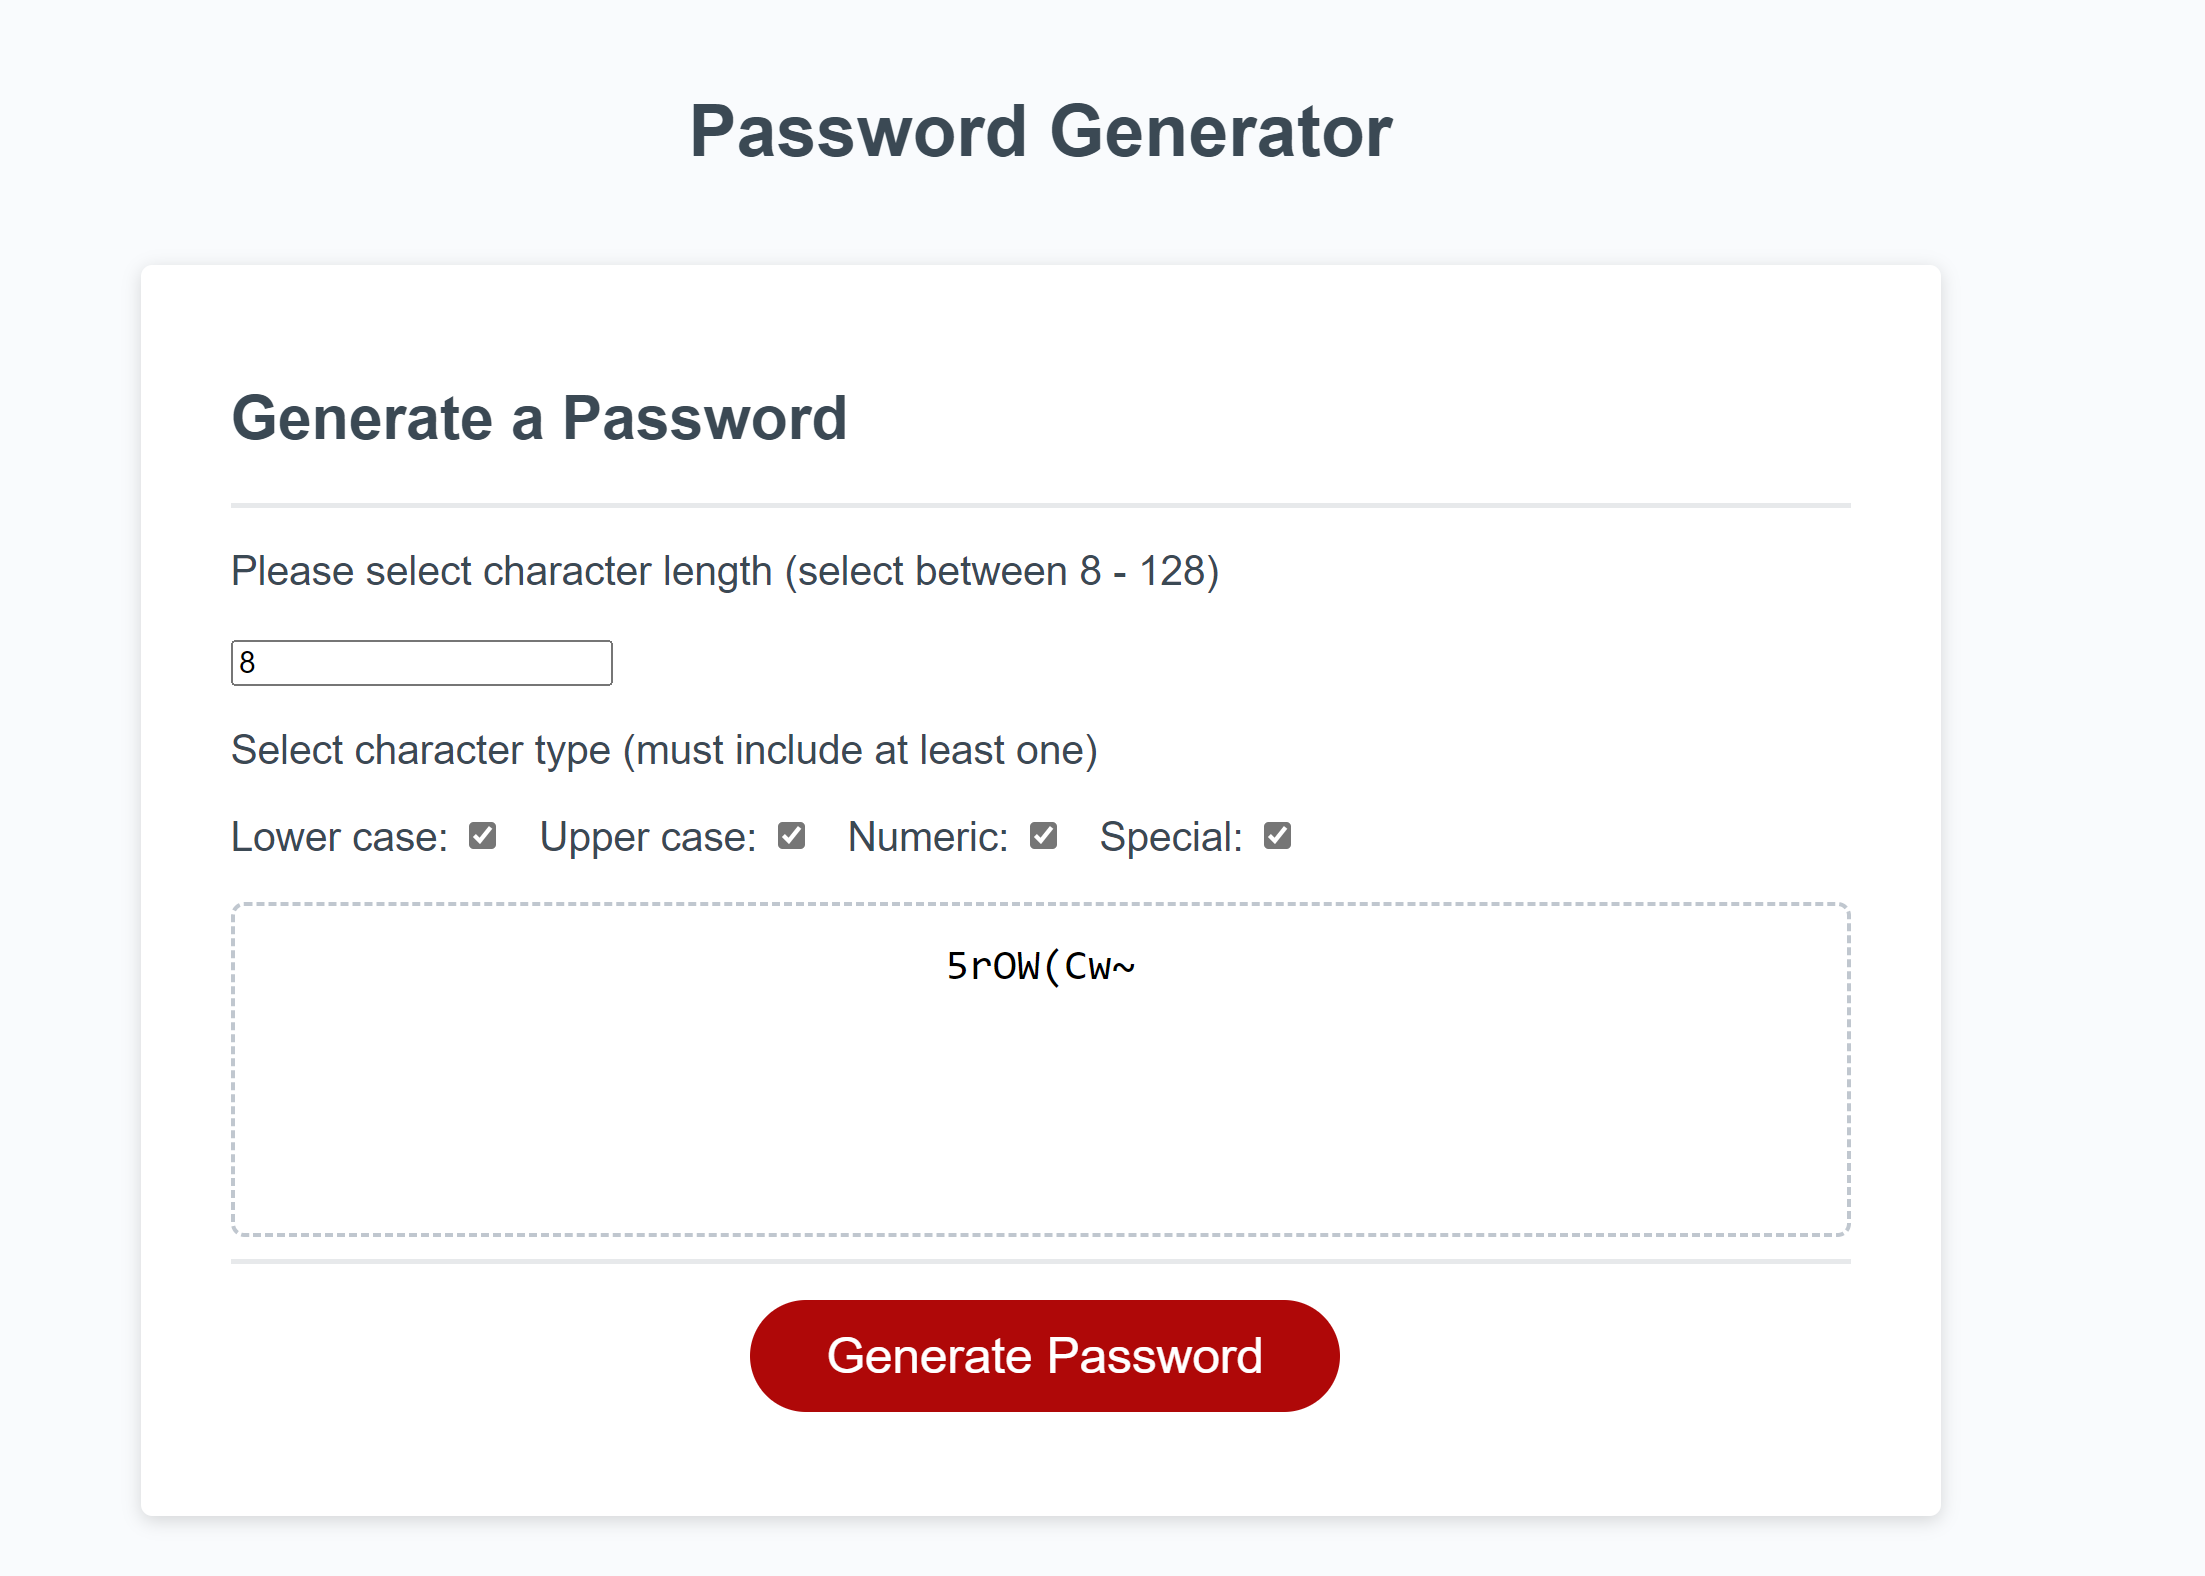 Password Generator
Generate a Password
Please select character length (select between 8 - 128)
8
Select character type (must include at least one)
Lower case: Upper case: Numeric: Special:
5rOW(Cw~
Generate Password